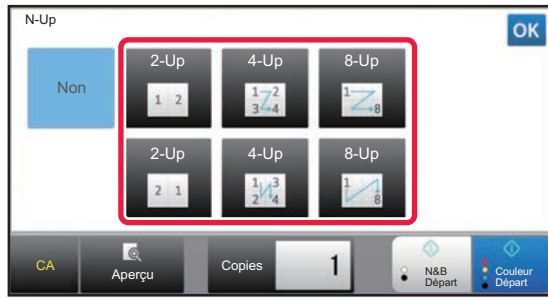 N-Up
OK
Non
2-Up
4-Up
8-Up
1 2
1 2
3 4
1
8
2-Up
4-Up
8-Up
2 1
1 3
2 4
1
8
CA
Aperçu
Copies
1
N&B
Départ
Couleur
Départ